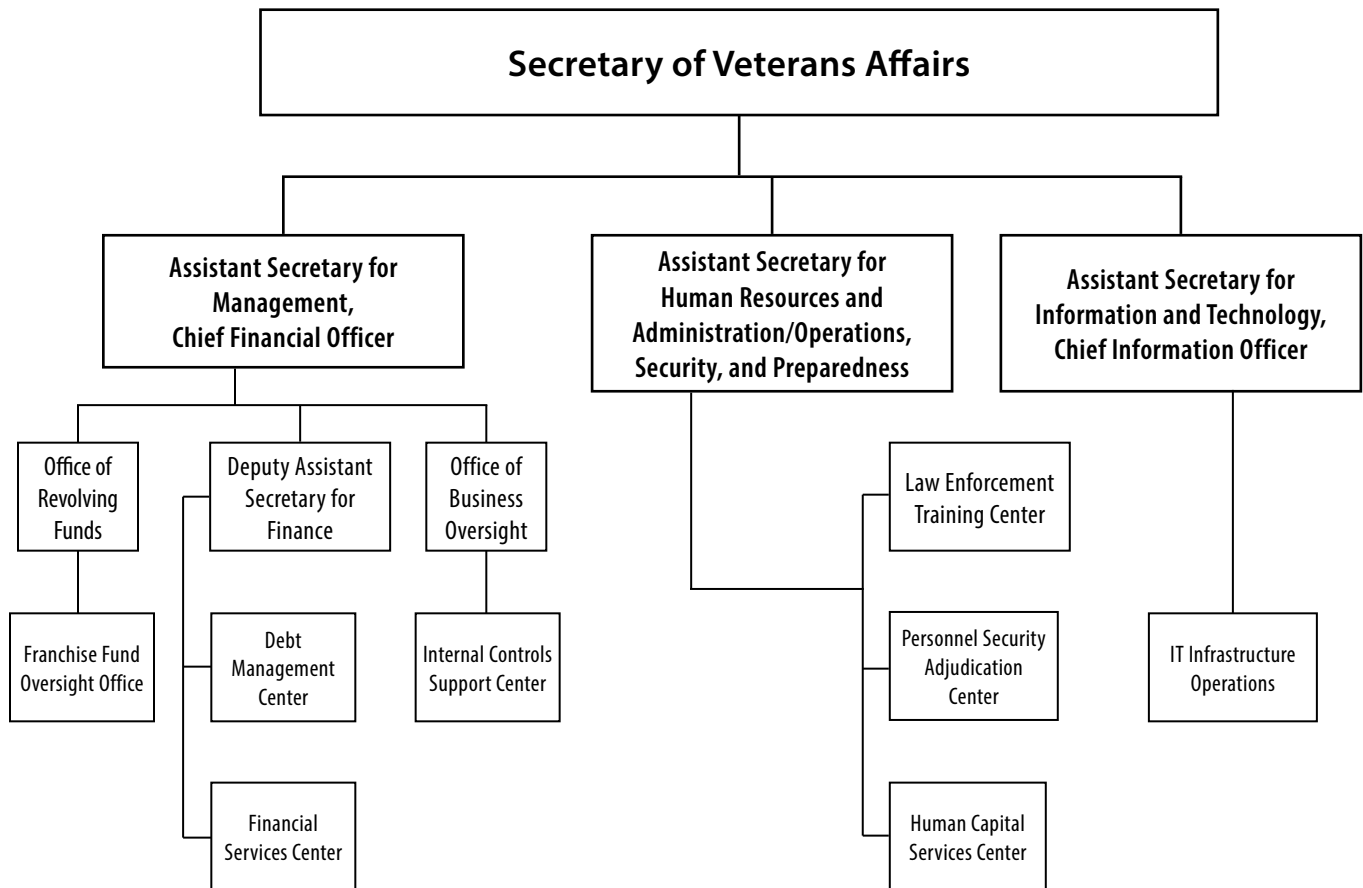 Secretary of Veterans Affairs
Assistant Secretary for
Management,
Chief Financial Officer
Assistant Secretary for
Human Resources and
Administration/Operations,
Security, and Preparedness
Assistant Secretary for
Information and Technology,
Chief Information Officer
Office of
Revolving
Funds
Deputy Assistant
Secretary for
Finance
Office of
Business
Oversight
Law Enforcement
Training Center
Franchise Fund
Oversight Office
Debt
Management
Center
Internal Controls
Support Center
Personnel Security
Adjudication
Center
IT Infrastructure
Operations
Financial
Services Center
Human Capital
Services Center